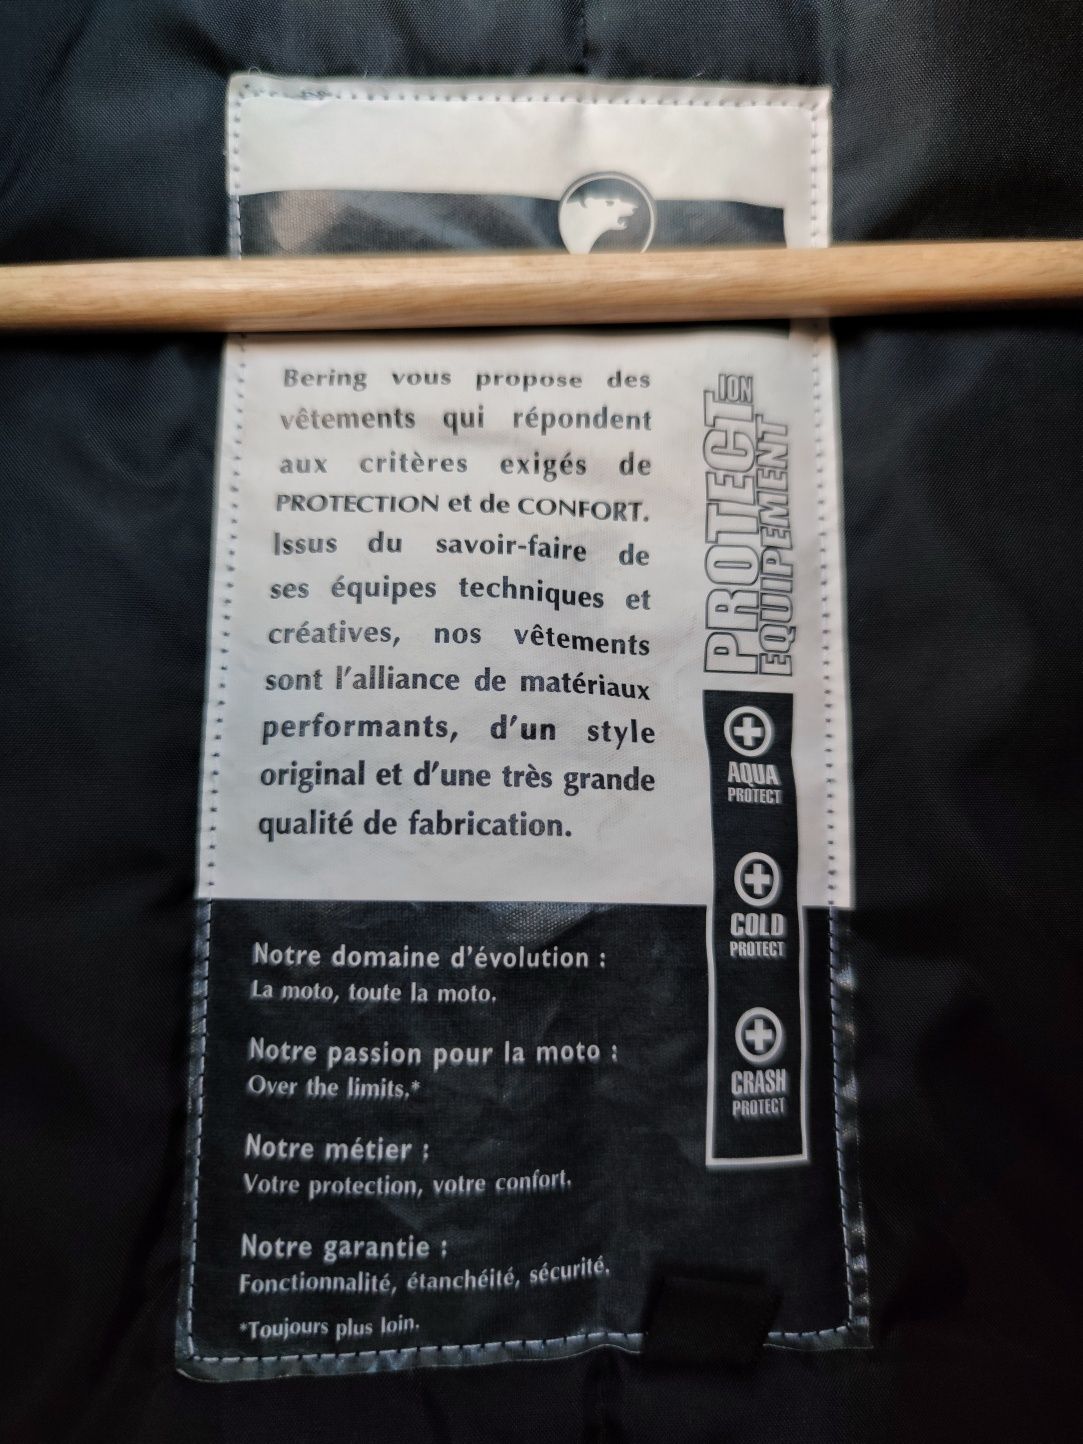 Bering vous propose des
vêtements qui répondent
aux critères exigés de
PROTECTION et de CONFORT.
Issus du savoir-faire de
ses équipes techniques et
créatives, nos vêtements
sont l'alliance de matériaux
performants, d'un style
original et d'une très grande
qualité de fabrication.
PROTECTION
EQUIPEMENT
AQUA
PROTECT
COLD
PROTECT
CRASH
PROTECT
Notre domaine d'évolution :
La moto, toute la moto.
Notre passion pour la moto :
Over the limits.*
Notre métier :
Votre protection, votre confort.
Notre garantie :
Fonctionnalité, étanchéité, sécurité.
*Toujours plus loin.